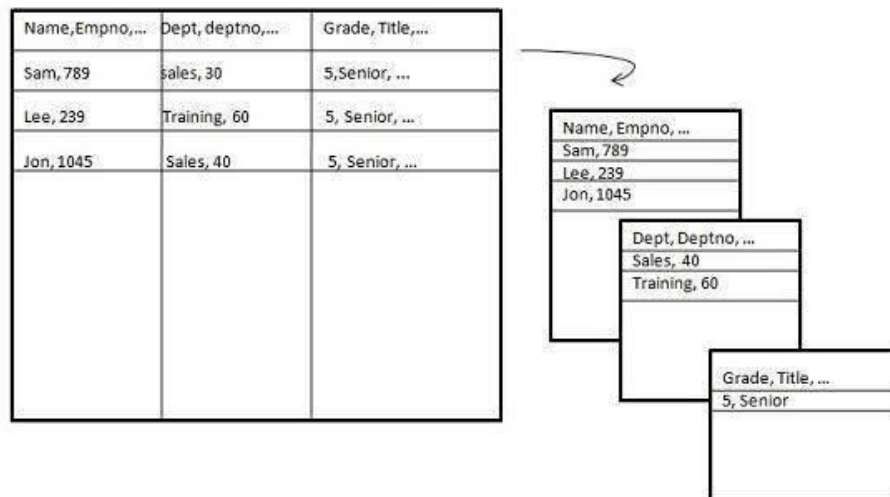 Name,Empno,... Dept, deptno,... Grade, Title,...
Sam, 789 sales, 30 5,Senior, ...
Lee, 239 Training, 60 5, Senior, ...
Jon, 1045 Sales, 40 5, Senior, ...
Name, Empno, ...
Sam, 789
Lee, 239
Jon, 1045
Dept, Deptno, ...
Sales, 40
Training, 60
Grade, Title, ...
5, Senior